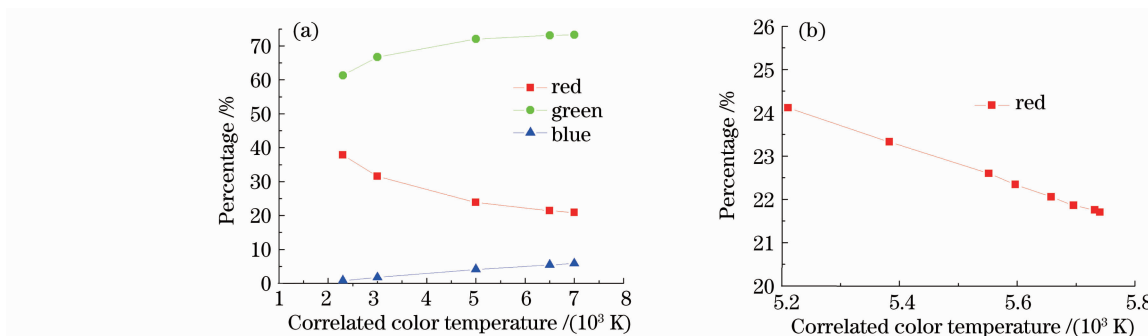 (a)
75
70
60
50
40
30
20
10
0
Percentage /%
red
green
blue
1 2 3 4 5 6 7 8
Correlated color temperature /(10³ K)
(b)
26
25
24
23
22
21
20
Percentage /%
red
5.2 5.4 5.6 5.8
Correlated color temperature /(10³ K)